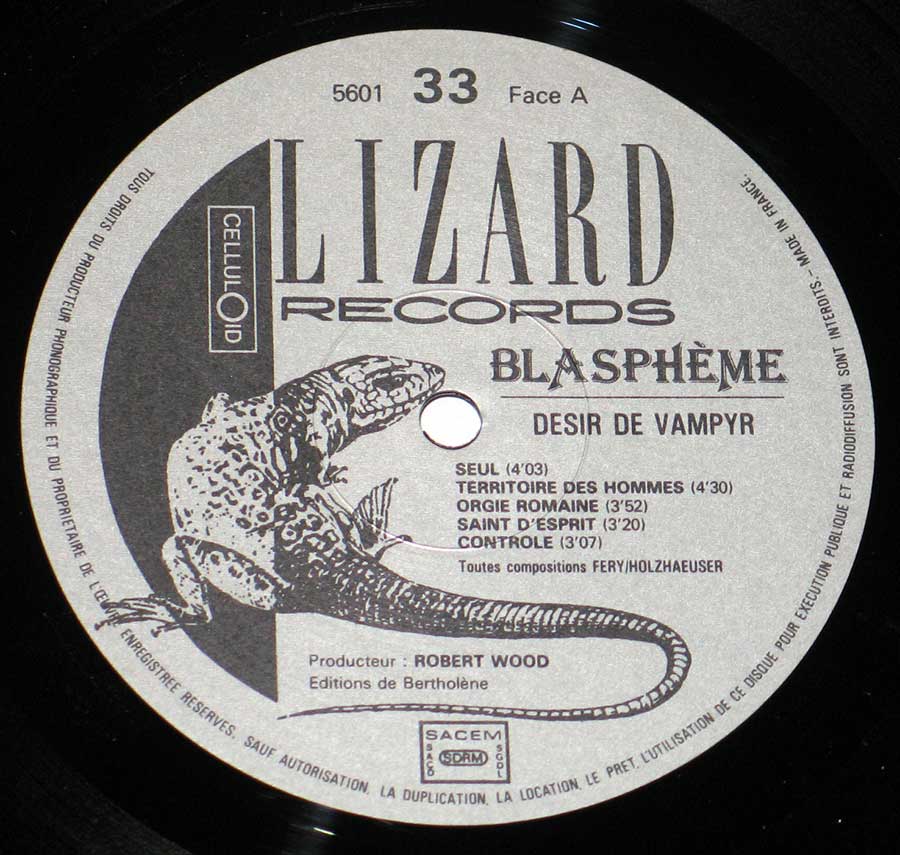 5601 33 Face A
LIZARD
RECORDS
CELLULOID
BLASPHÈME
DESIR DE VAMPYR
SEUL (4'03)
TERRITOIRE DES HOMMES (4'30)
ORGIE ROMAINE (3'52)
SAINT D'ESPRIT (3'20)
CONTROLE (3'07)
Toutes compositions FERY/HOLZHAEUSER
Producteur : ROBERT WOOD
Editions de Bertholène
SACEM
SACD SDRM SGDL
TOUS DROITS DU PRODUCTEUR PHONOGRAPHIQUE ET DU PROPRIETAIRE DE L'ŒUVRE ENREGISTREE RESERVES. SAUF AUTORISATION, LA DUPLICATION, LA LOCATION, LE PRET, L'UTILISATION DE CE DISQUE POUR EXECUTION PUBLIQUE ET RADIODIFFUSION SONT INTERDITS. - MADE IN FRANCE.